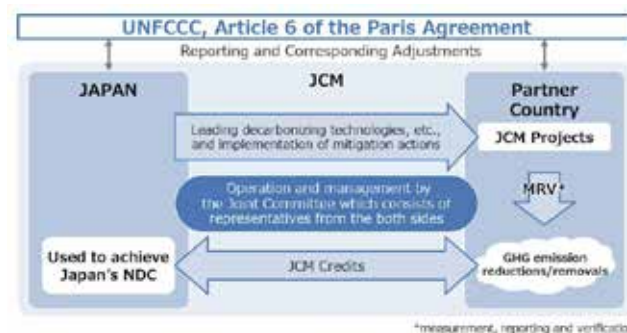 UNFCCC, Article 6 of the Paris Agreement
Reporting and Corresponding Adjustments
JAPAN
JCM
Partner
Country
Leading decarbonizing technologies, etc.,
and implementation of mitigation actions
JCM Projects
Operation and management by
the Joint Committee which consists of
representatives from the both sides
MRV*
Used to achieve
Japan's NDC
JCM Credits
GHG emission
reductions/removals
*measurement, reporting and verification